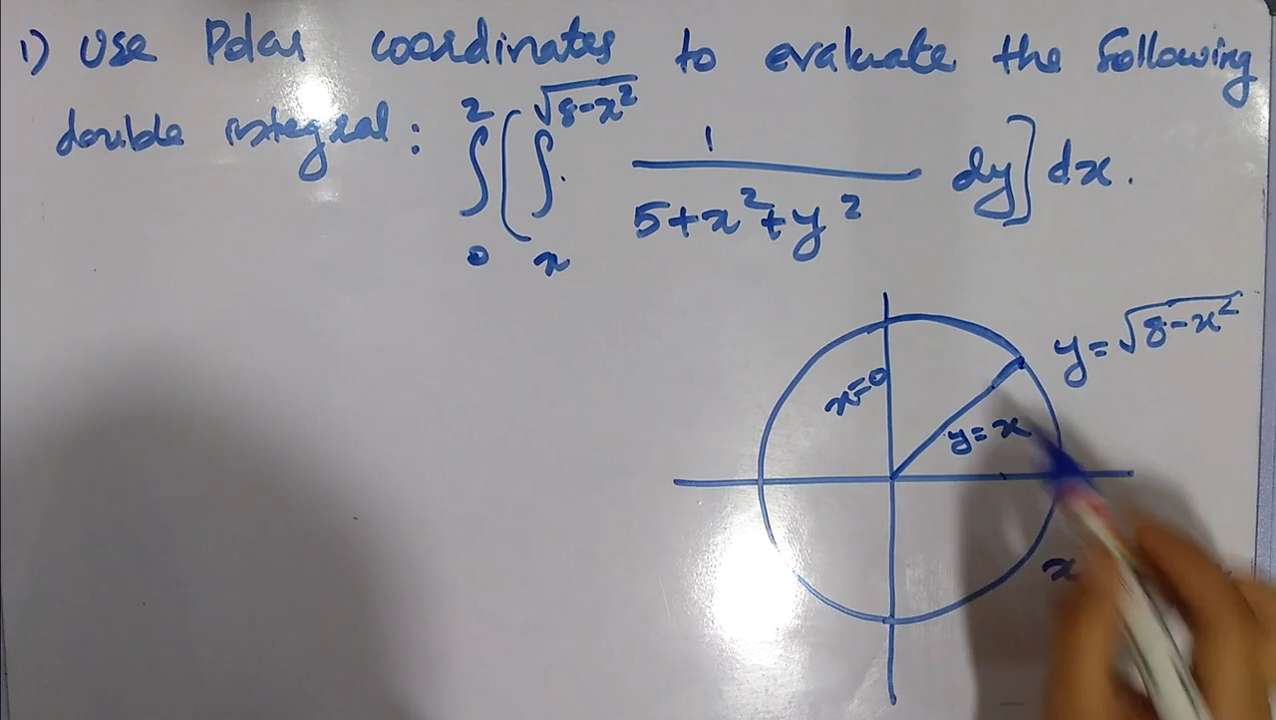 1) Use Polar coordinates to evaluate the following
double integral: ∫₀² [∫ₓ^√(8-x²) 1/(5+x²+y²) dy] dx.
y=√(8-x²)
x=0
y=x
x